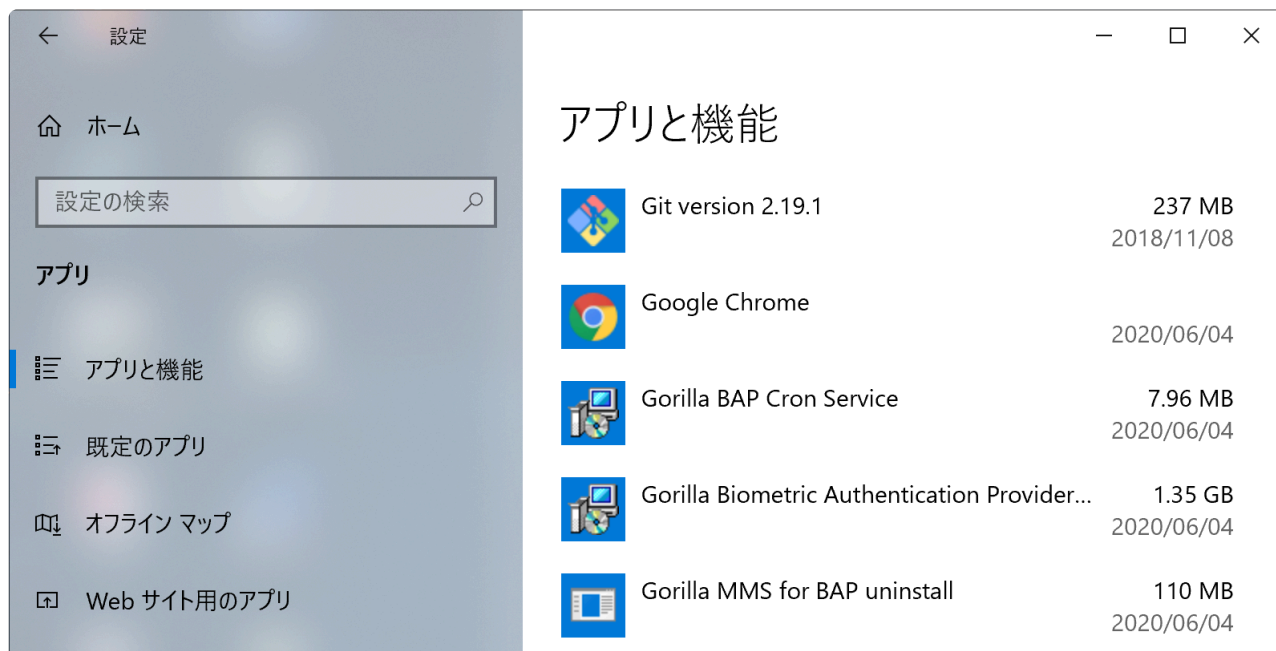 設定
ホーム
設定の検索
アプリ
アプリと機能
既定のアプリ
オフライン マップ
Web サイト用のアプリ
アプリと機能
Git version 2.19.1
237 MB
2018/11/08
Google Chrome
2020/06/04
Gorilla BAP Cron Service
7.96 MB
2020/06/04
Gorilla Biometric Authentication Provider...
1.35 GB
2020/06/04
Gorilla MMS for BAP uninstall
110 MB
2020/06/04